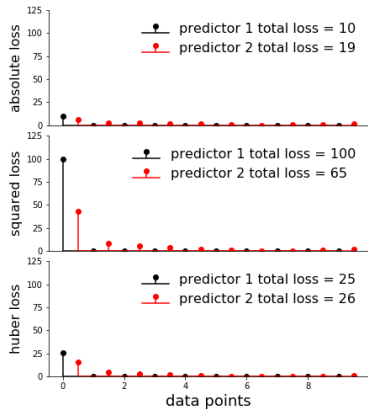 absolute loss
125
100
75
50
25
0
predictor 1 total loss = 10
predictor 2 total loss = 19
squared loss
125
100
75
50
25
0
predictor 1 total loss = 100
predictor 2 total loss = 65
huber loss
125
100
75
50
25
0
predictor 1 total loss = 25
predictor 2 total loss = 26
0 2 4 6 8
data points